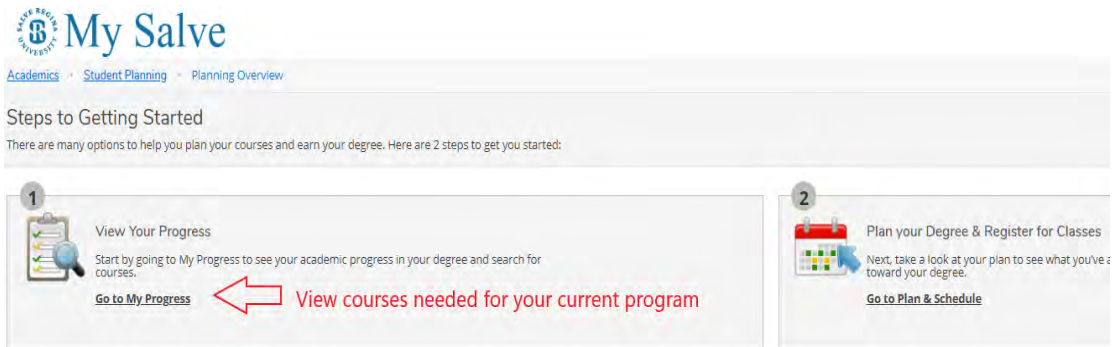 SALVE REGINA
UNIVERSITY
My Salve
Academics Student Planning Planning Overview
Steps to Getting Started
There are many options to help you plan your courses and earn your degree. Here are 2 steps to get you started:
1
View Your Progress
Start by going to My Progress to see your academic progress in your degree and search for
courses.
Go to My Progress
View courses needed for your current program
2
Plan your Degree & Register for Classes
Next, take a look at your plan to see what you've a
toward your degree.
Go to Plan & Schedule